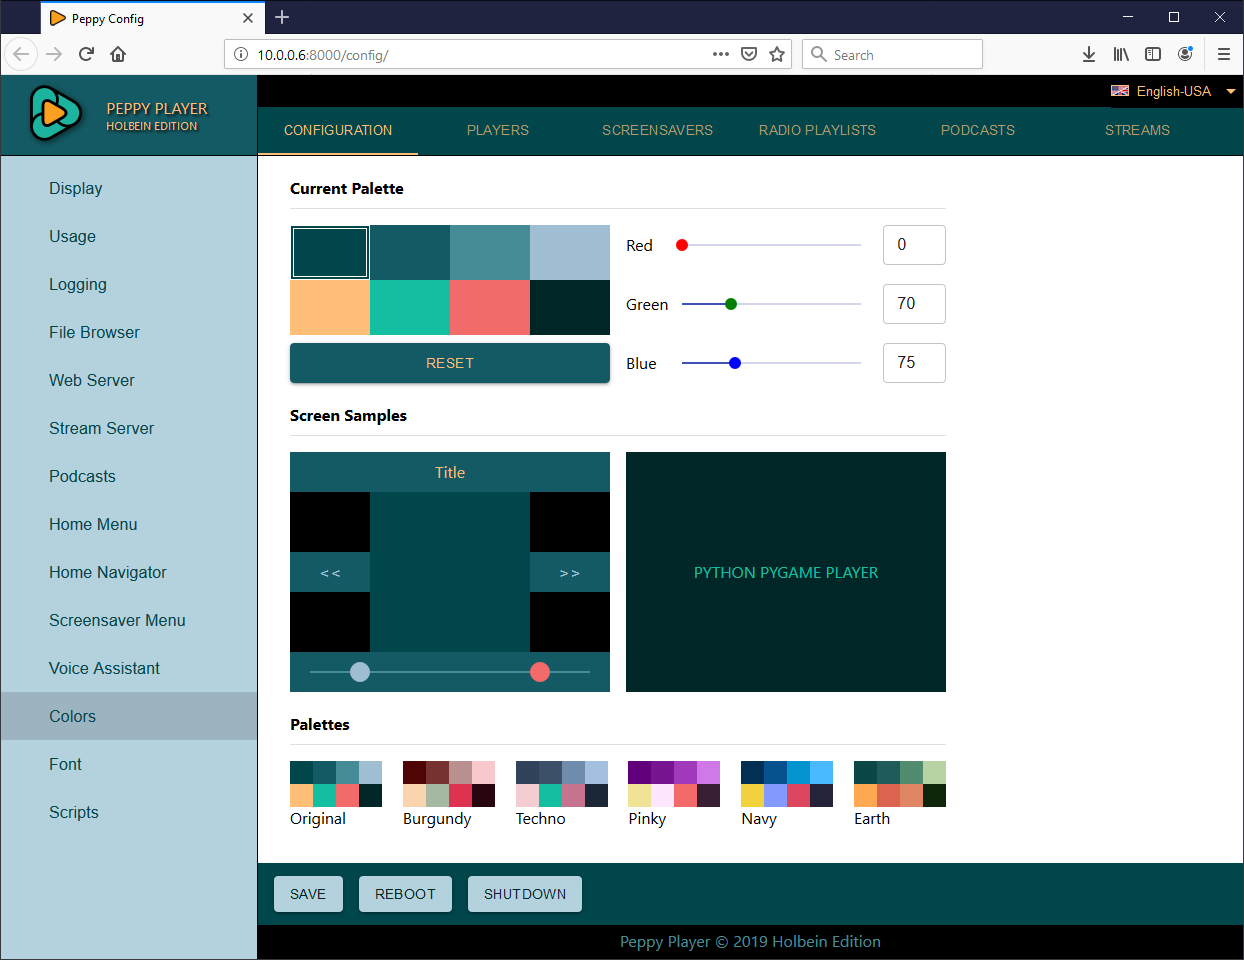 Peppy Config
10.0.0.6:8000/config/
Search
PEPPY PLAYER
HOLBEIN EDITION
English-USA
CONFIGURATION PLAYERS SCREENSAVERS RADIO PLAYLISTS PODCASTS STREAMS
Display
Usage
Logging
File Browser
Web Server
Stream Server
Podcasts
Home Menu
Home Navigator
Screensaver Menu
Voice Assistant
Colors
Font
Scripts
Current Palette
Red 0
Green 70
Blue 75
RESET
Screen Samples
Title
<< >>
PYTHON PYGAME PLAYER
Palettes
Original Burgundy Techno Pinky Navy Earth
SAVE REBOOT SHUTDOWN
Peppy Player © 2019 Holbein Edition